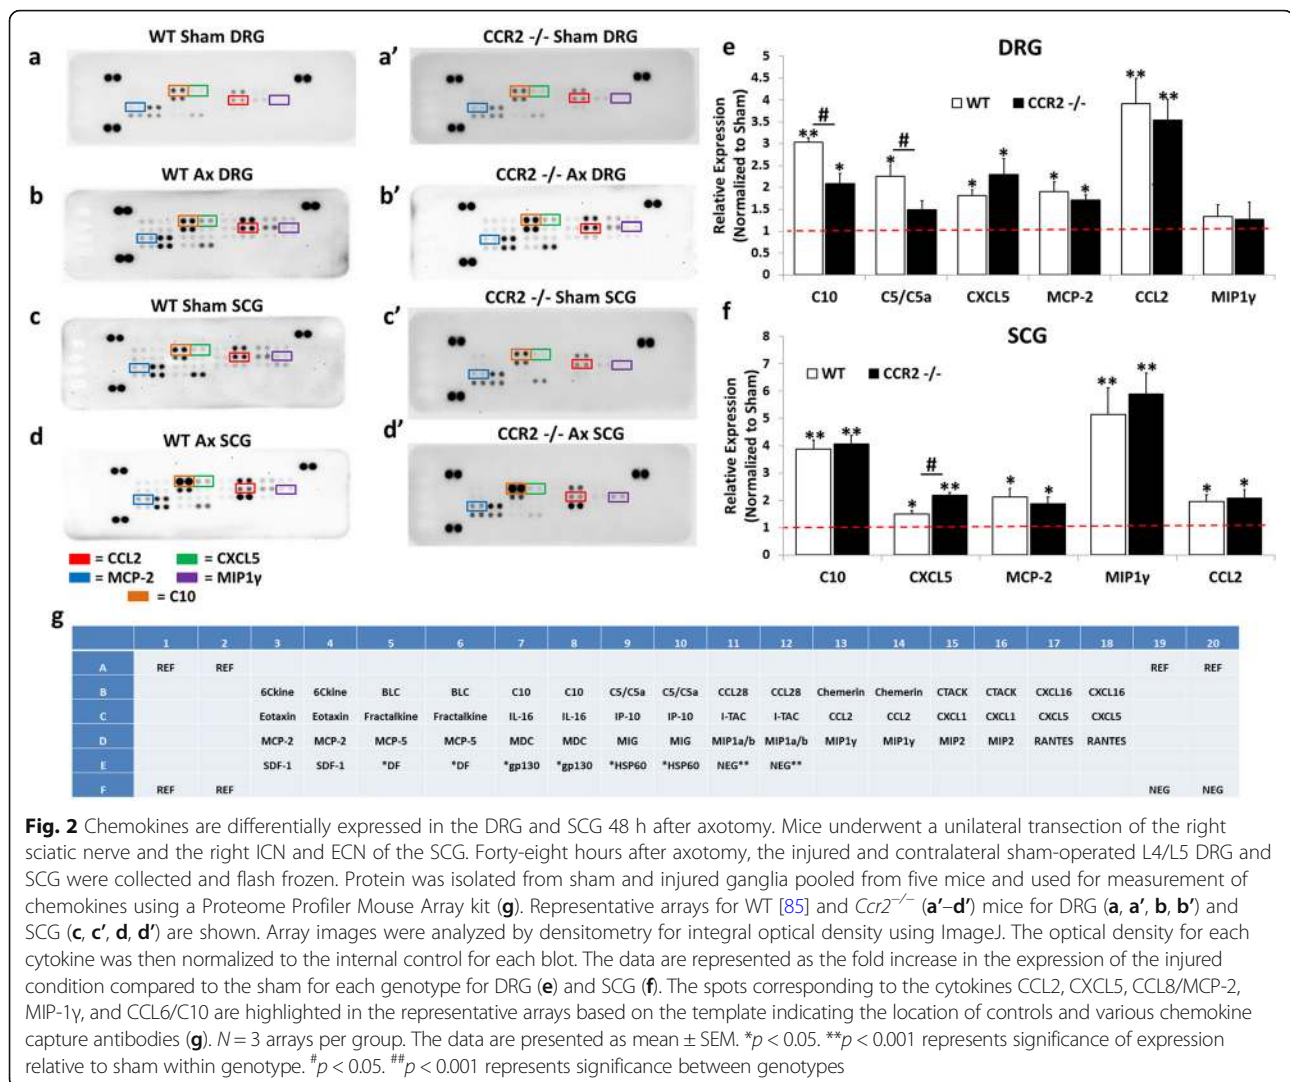 WT Sham DRG
a
CCR2 -/- Sham DRG
a'
WT Ax DRG
b
CCR2 -/- Ax DRG
b'
WT Sham SCG
c
CCR2 -/- Sham SCG
c'
WT Ax SCG
d
CCR2 -/- Ax SCG
d'
= CCL2 = CXCL5
= MCP-2 = MIP1γ
= C10
e
DRG
Relative Expression
(Normalized to Sham)
5
4.5
4
3.5
3
2.5
2
1.5
1
0.5
0
WT CCR2 -/-
** # * * # * * * * ** **
C10 C5/C5a CXCL5 MCP-2 CCL2 MIP1γ
f
SCG
Relative Expression
(Normalized to Sham)
8
7
6
5
4
3
2
1
0
WT CCR2 -/-
** ** * # ** * * ** ** * *
C10 CXCL5 MCP-2 MIP1γ CCL2
g
1 2 3 4 5 6 7 8 9 10 11 12 13 14 15 16 17 18 19 20
A REF REF REF REF
B 6Ckine 6Ckine BLC BLC C10 C10 C5/C5a C5/C5a CCL28 CCL28 Chemerin Chemerin CTACK CTACK CXCL16 CXCL16
C Eotaxin Eotaxin Fractalkine Fractalkine IL-16 IL-16 IP-10 IP-10 I-TAC I-TAC CCL2 CCL2 CXCL1 CXCL1 CXCL5 CXCL5
D MCP-2 MCP-2 MCP-5 MCP-5 MDC MDC MIG MIG MIP1a/b MIP1a/b MIP1γ MIP1γ MIP2 MIP2 RANTES RANTES
E SDF-1 SDF-1 *DF *DF *gp130 *gp130 *HSP60 *HSP60 NEG** NEG**
F REF REF NEG NEG
Fig. 2 Chemokines are differentially expressed in the DRG and SCG 48 h after axotomy. Mice underwent a unilateral transection of the right
sciatic nerve and the right ICN and ECN of the SCG. Forty-eight hours after axotomy, the injured and contralateral sham-operated L4/L5 DRG and
SCG were collected and flash frozen. Protein was isolated from sham and injured ganglia pooled from five mice and used for measurement of
chemokines using a Proteome Profiler Mouse Array kit (g). Representative arrays for WT [85] and Ccr2−/− (a'–d') mice for DRG (a, a', b, b') and
SCG (c, c', d, d') are shown. Array images were analyzed by densitometry for integral optical density using ImageJ. The optical density for each
cytokine was then normalized to the internal control for each blot. The data are represented as the fold increase in the expression of the injured
condition compared to the sham for each genotype for DRG (e) and SCG (f). The spots corresponding to the cytokines CCL2, CXCL5, CCL8/MCP-2,
MIP-1γ, and CCL6/C10 are highlighted in the representative arrays based on the template indicating the location of controls and various chemokine
capture antibodies (g). N = 3 arrays per group. The data are presented as mean ± SEM. *p < 0.05. **p < 0.001 represents significance of expression
relative to sham within genotype. #p < 0.05. ##p < 0.001 represents significance between genotypes